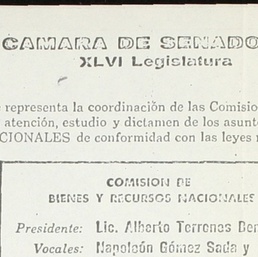 CAMARA DE SENADO
XLVI Legislatura
representa la coordinación de las Comisio
atención, estudio y dictamen de los asunt
CIONALES de conformidad con las leyes
COMISION DE
BIENES Y RECURSOS NACIONALES
Presidente: Lic. Alberto Terrones Ben
Vocales: Napoleón Gómez Sada y